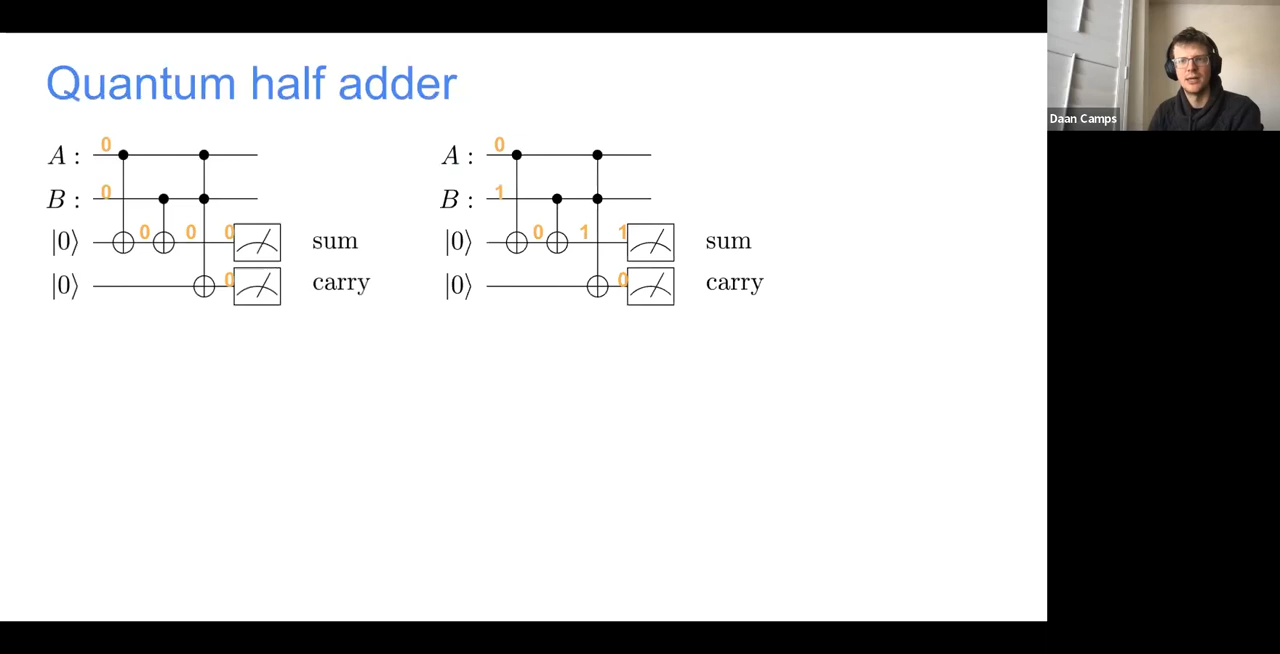 Quantum half adder
A : 0
B : 0
|0⟩ 0 0 0 sum
|0⟩ 0 carry
A : 0
B : 1
|0⟩ 0 1 1 sum
|0⟩ 0 carry
Daan Camps